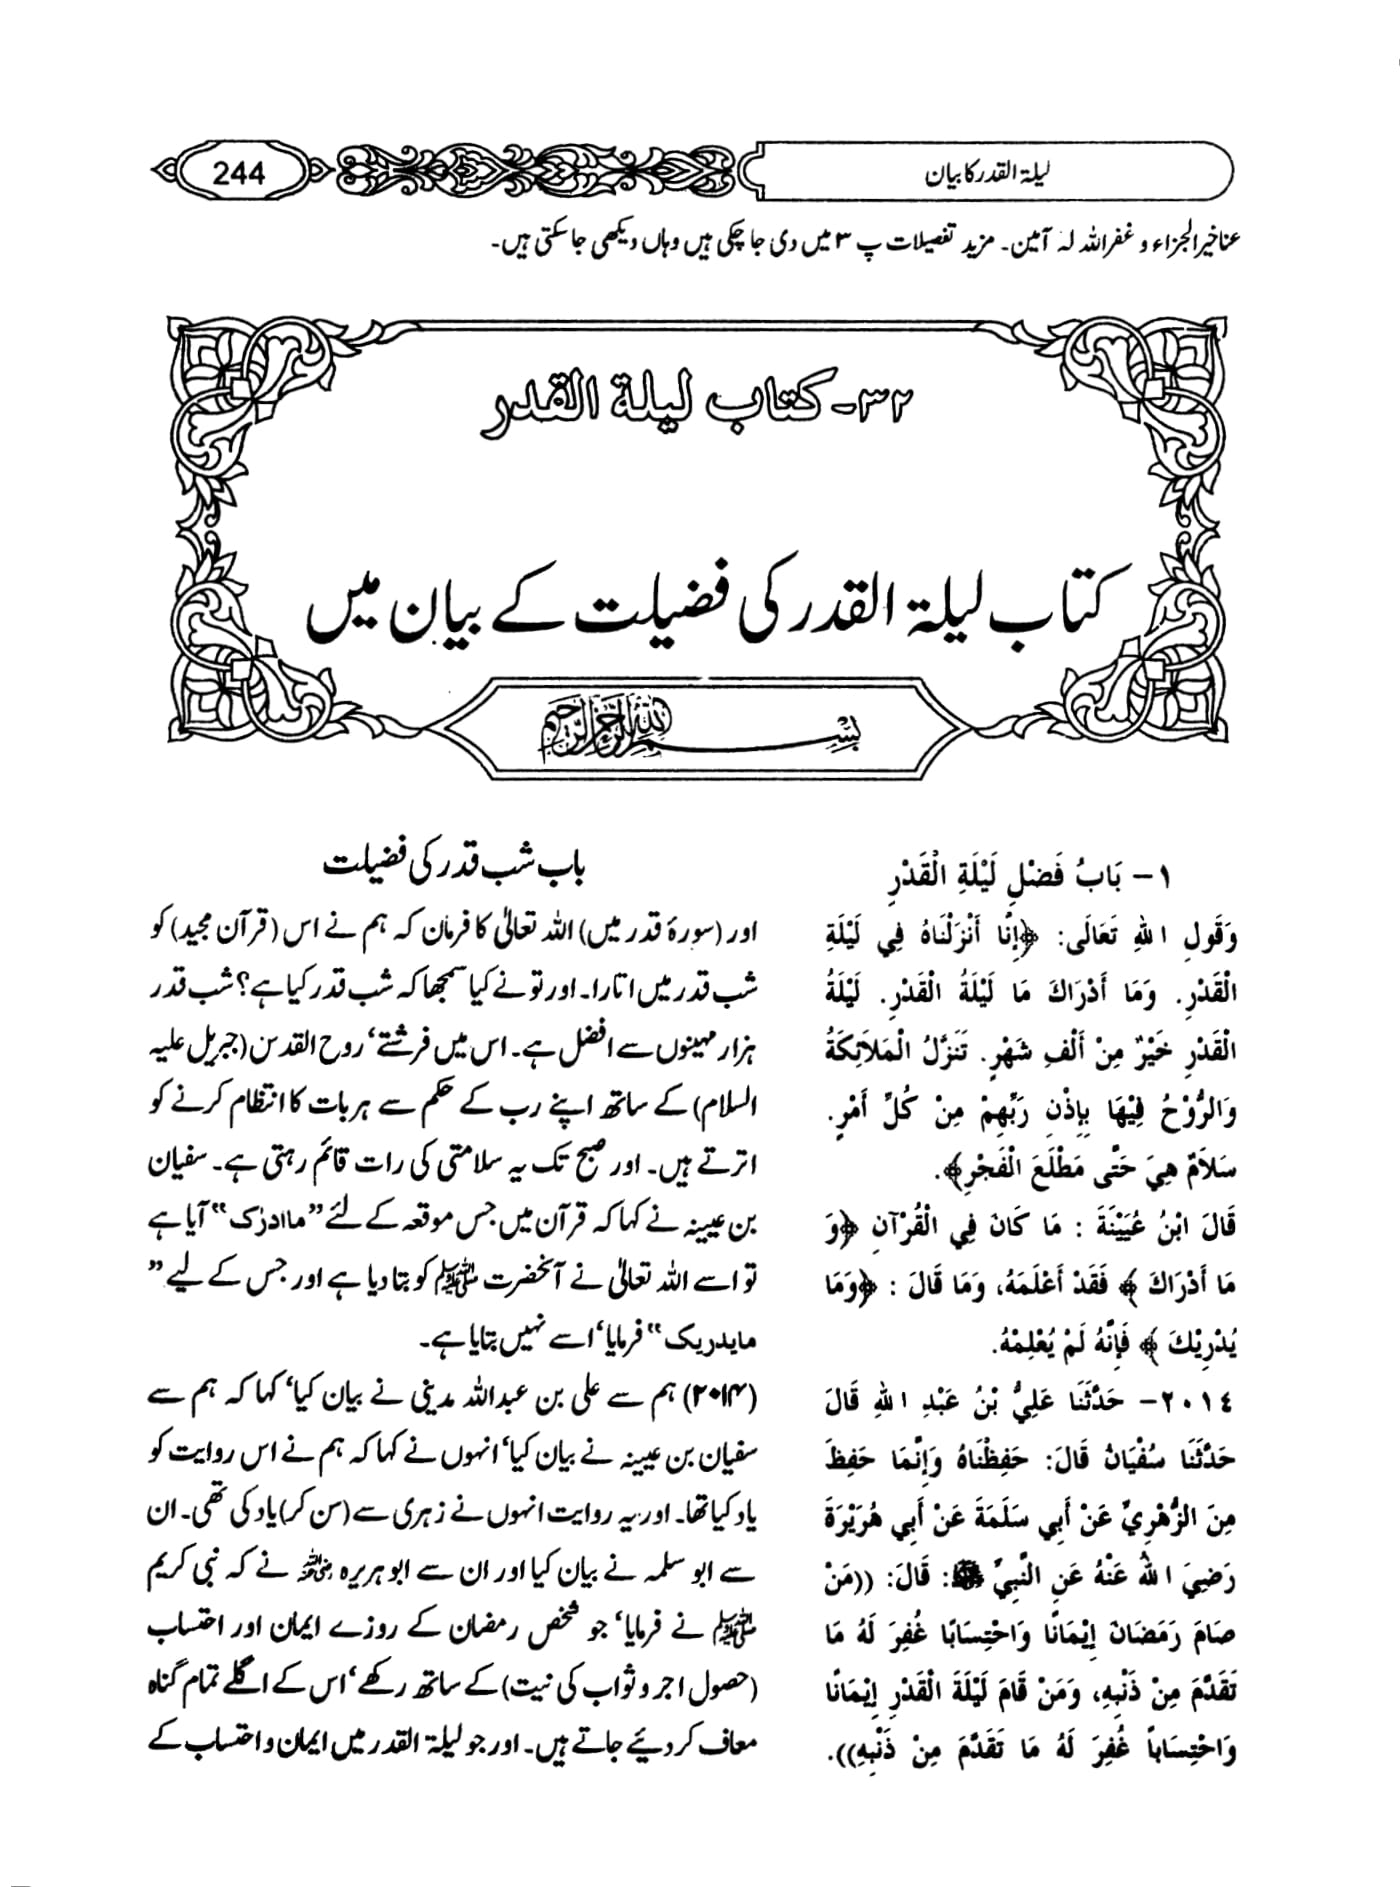 لیلۃ القدر کا بیان
244
عنا خیر الجزاء و غفر اللہ لہ آمین۔ مزید تفصیلات پ ۳ میں دی جا چکی ہیں وہاں دیکھی جا سکتی ہیں۔
۳۲- كتاب ليلة القدر
کتاب لیلۃ القدر کی فضیلت کے بیان میں
بسم الله الرحمن الرحيم
١- بَابُ فَضْلِ لَيْلَةِ الْقَدْرِ
وَقَولِ اللهِ تَعَالَى: ﴿إِنَّا أَنْزَلْنَاهُ فِي لَيْلَةِ
الْقَدْرِ. وَمَا أَدْرَاكَ مَا لَيْلَةُ الْقَدْرِ. لَيْلَةُ
الْقَدْرِ خَيْرٌ مِنْ أَلْفِ شَهْرٍ. تَنَزَّلُ الْمَلاَئِكَةُ
وَالرُّوْحُ فِيْهَا بِإِذْنِ رَبِّهِمْ مِنْ كُلِّ أَمْرٍ.
سَلاَمٌ هِيَ حَتَّى مَطْلَعَ الْفَجْرِ﴾.
قَالَ ابْنُ عُيَيْنَةَ : مَا كَانَ فِي الْقُرْآنِ ﴿وَ
مَا أَدْرَاكَ ﴾ فَقَدْ أَعْلَمَهُ، وَمَا قَالَ : ﴿وَمَا
يُدْرِيْكَ ﴾ فَإِنَّهُ لَمْ يُعْلِمْهُ.
٢٠١٤- حَدَّثَنَا عَلِيُّ بْنُ عَبْدِ اللهِ قَالَ
حَدَّثَنَا سُفْيَانُ قَالَ: حَفِظْنَاهُ وَإِنَّمَا حَفِظَ
مِنَ الزُّهْرِيِّ عَنْ أَبِي سَلَمَةَ عَنْ أَبِي هُرَيْرَةَ
رَضِيَ اللهُ عَنْهُ عَنِ النَّبِيِّ ﷺ: قَالَ: ((مَنْ
صَامَ رَمَضَانَ إِيْمَانًا وَاحْتِسَابًا غُفِرَ لَهُ مَا
تَقَدَّمَ مِنْ ذَنْبِهِ، وَمَنْ قَامَ لَيْلَةَ الْقَدْرِ إِيْمَانًا
وَاحْتِسَاباً غُفِرَ لَهُ مَا تَقَدَّمَ مِنْ ذَنْبِهِ)).
باب شب قدر کی فضیلت
اور (سورۂ قدر میں) اللہ تعالیٰ کا فرمان کہ ہم نے اس (قرآن مجید) کو
شب قدر میں اتارا۔ اور تو نے کیا سمجھا کہ شب قدر کیا ہے؟ شب قدر
ہزار مہینوں سے افضل ہے۔ اس میں فرشتے‘ روح القدس (جبریل علیہ
السلام) کے ساتھ اپنے رب کے حکم سے ہر بات کا انتظام کرنے کو
اترتے ہیں۔ اور صبح تک یہ سلامتی کی رات قائم رہتی ہے۔ سفیان
بن عیینہ نے کہا کہ قرآن میں جس موقعہ کے لئے ”ماادرٰک“ آیا ہے
تو اسے اللہ تعالیٰ نے آنحضرت ﷺ کو بتا دیا ہے اور جس کے لیے ”
مایدریک“ فرمایا‘ اسے نہیں بتایا ہے۔
(۲۰۱۴) ہم سے علی بن عبداللہ مدینی نے بیان کیا‘ کہا کہ ہم سے
سفیان بن عیینہ نے بیان کیا‘ انہوں نے کہا کہ ہم نے اس روایت کو
یاد کیا تھا۔ اور یہ روایت انہوں نے زہری سے (سن کر) یاد کی تھی۔ ان
سے ابو سلمہ نے بیان کیا اور ان سے ابو ہریرہ رضی اللہ عنہ نے کہ نبی کریم
ﷺ نے فرمایا‘ جو شخص رمضان کے روزے ایمان اور احتساب
(حصول اجر و ثواب کی نیت) کے ساتھ رکھے‘ اس کے اگلے تمام گناہ
معاف کر دیئے جاتے ہیں۔ اور جو لیلۃ القدر میں ایمان و احتساب کے